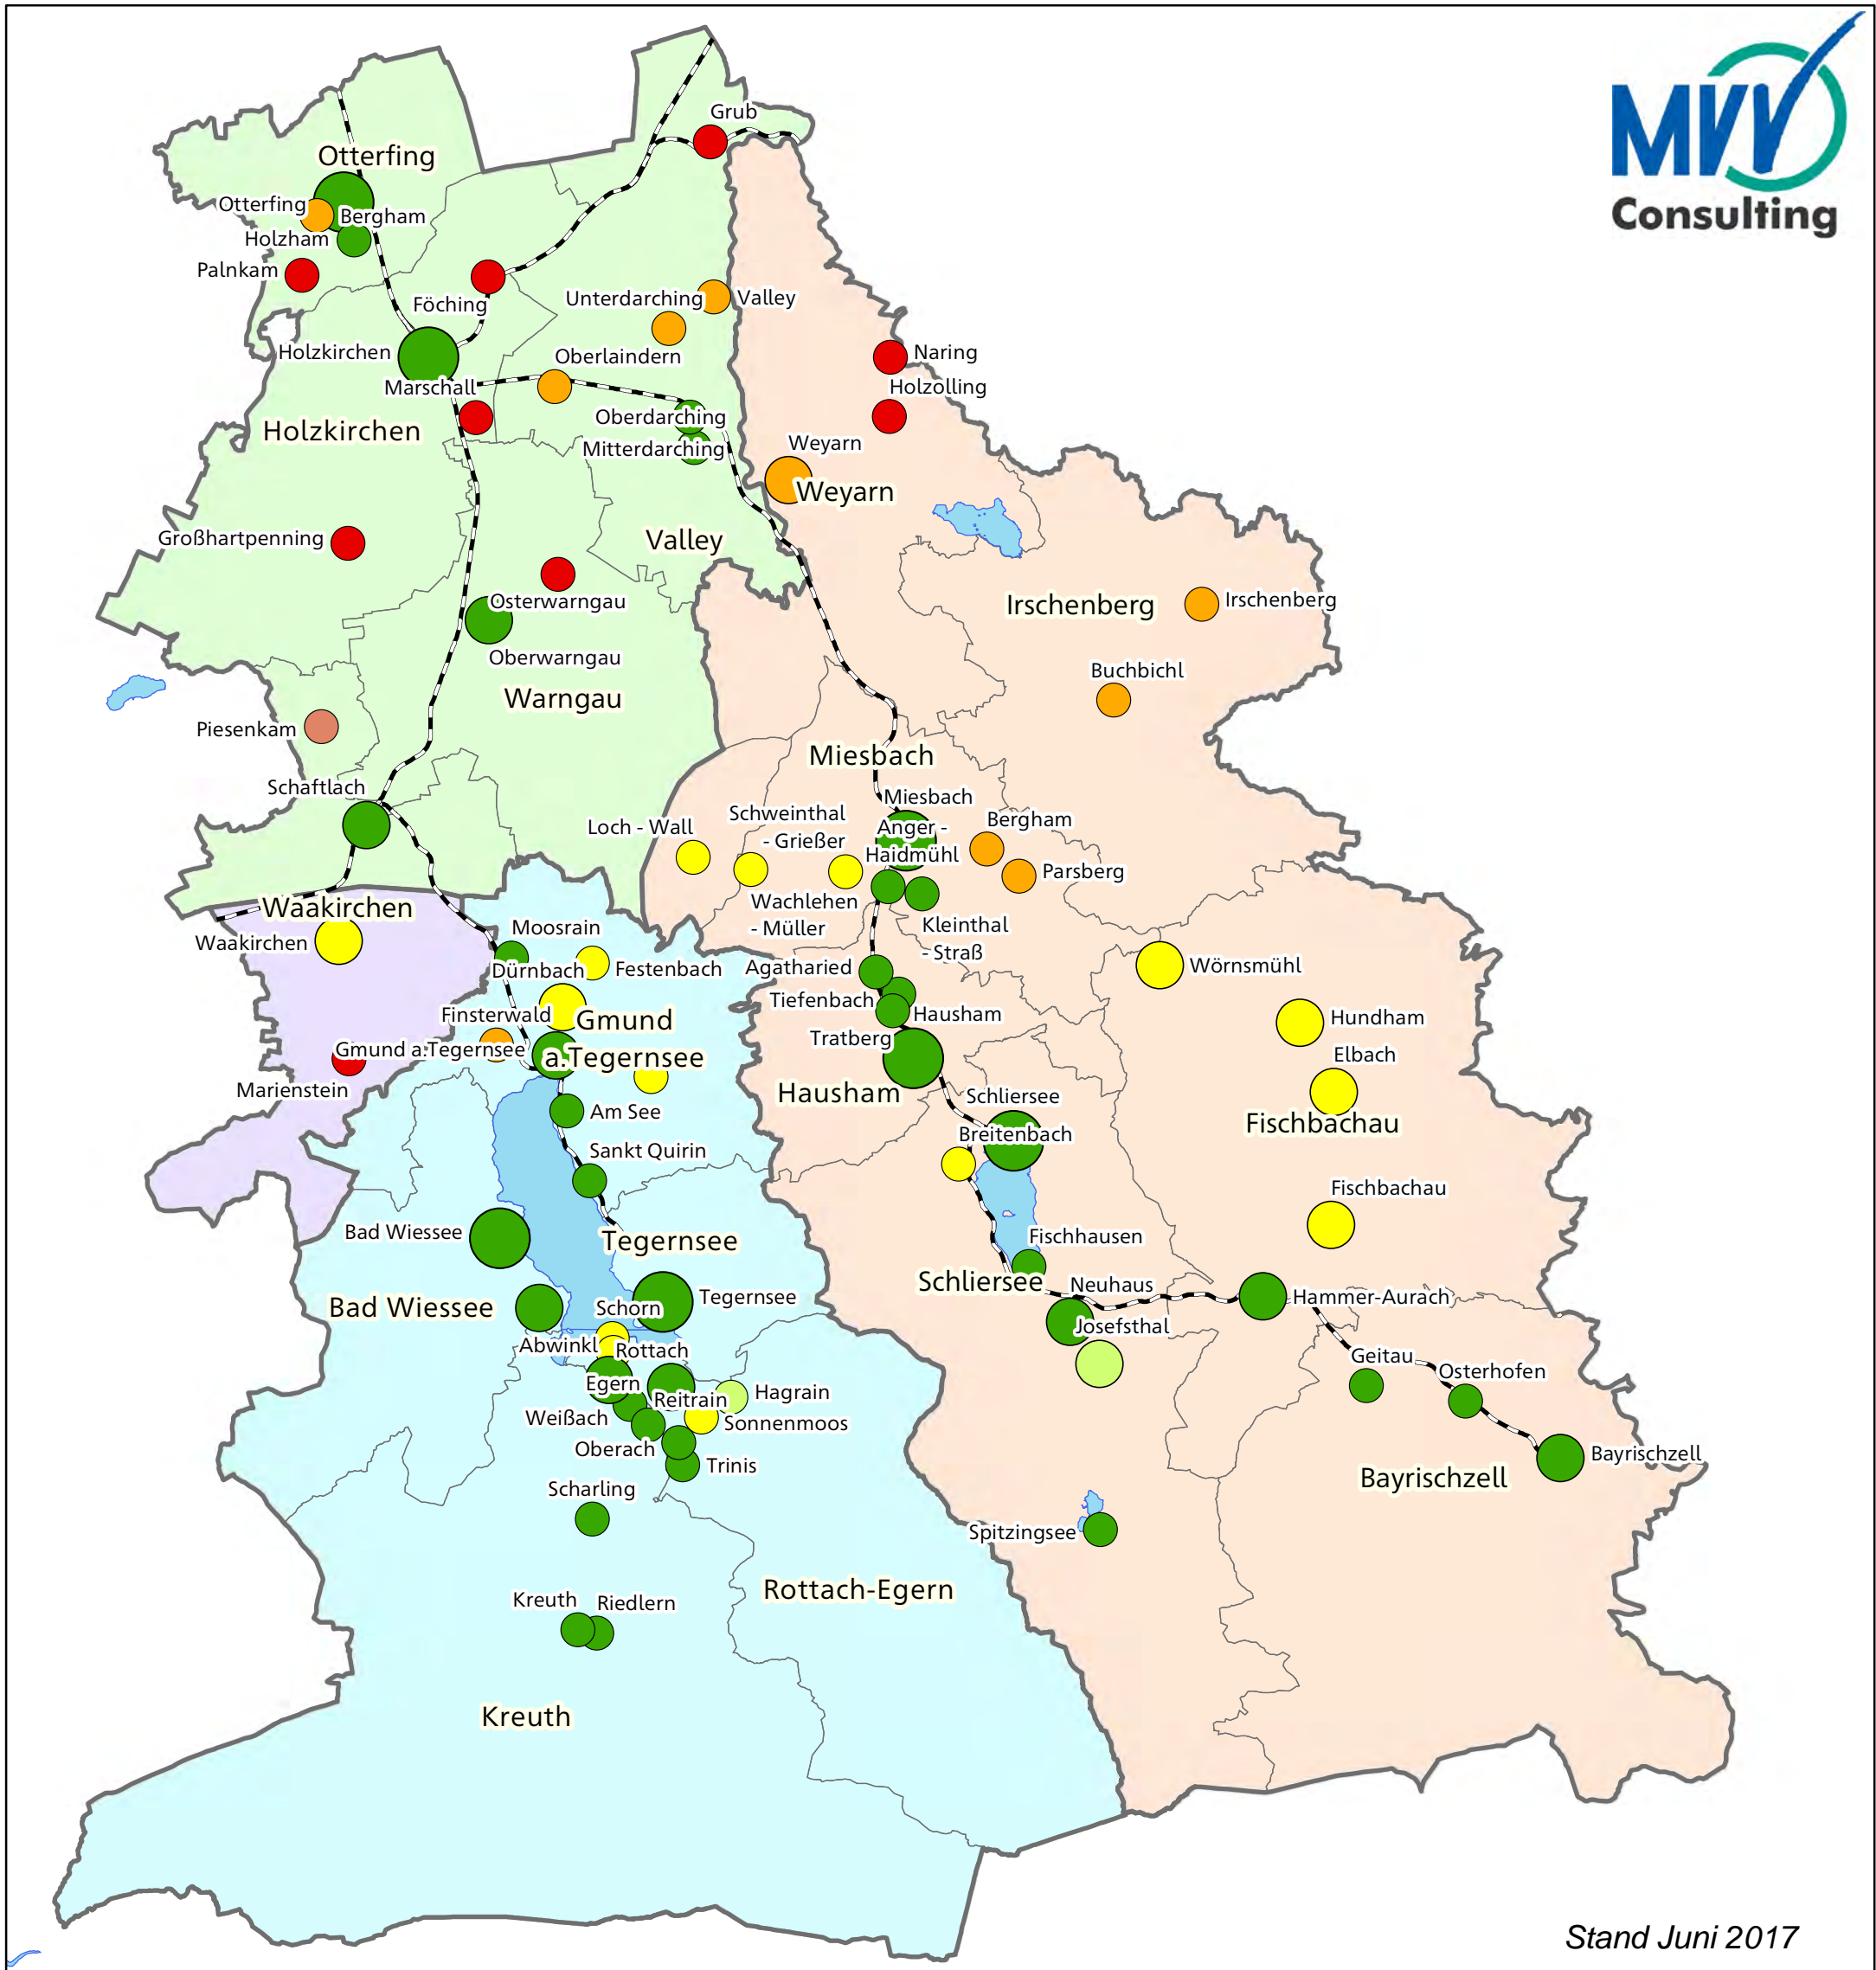 MVV
Consulting
Grub
Otterfing
Otterfing
Bergham
Holzham
Palnkam
Föching
Unterdarching
Valley
Holzkirchen
Oberlaindern
Naring
Marschall
Holzolling
Oberdarching
Holzkirchen
Mitterdarching
Weyarn
Weyarn
Großhartpenning
Valley
Osterwarngau
Irschenberg
Irschenberg
Oberwarngau
Buchbichl
Warngau
Piesenkam
Miesbach
Schaftlach
Miesbach
Schweinthal
- Grießer
Loch - Wall
Anger -
Haidmühl
Bergham
Parsberg
Wachlehen
- Müller
Kleinthal
- Straß
Waakirchen
Waakirchen
Moosrain
Dürnbach
Festenbach
Agatharied
Wörnsmühl
Tiefenbach
Hausham
Finsterwald
Gmund
a.Tegernsee
Hundham
Tratberg
Gmund a.Tegernsee
Elbach
Marienstein
Hausham
Schliersee
Am See
Fischbachau
Breitenbach
Sankt Quirin
Fischbachau
Bad Wiessee
Tegernsee
Fischhausen
Schliersee
Neuhaus
Hammer-Aurach
Tegernsee
Bad Wiessee
Schorn
Josefsthal
Abwinkl
Rottach
Geitau
Osterhofen
Egern
Reitrain
Hagrain
Weißach
Sonnenmoos
Oberach
Trinis
Bayrischzell
Bayrischzell
Scharling
Spitzingsee
Rottach-Egern
Kreuth
Riedlern
Kreuth
Stand Juni 2017